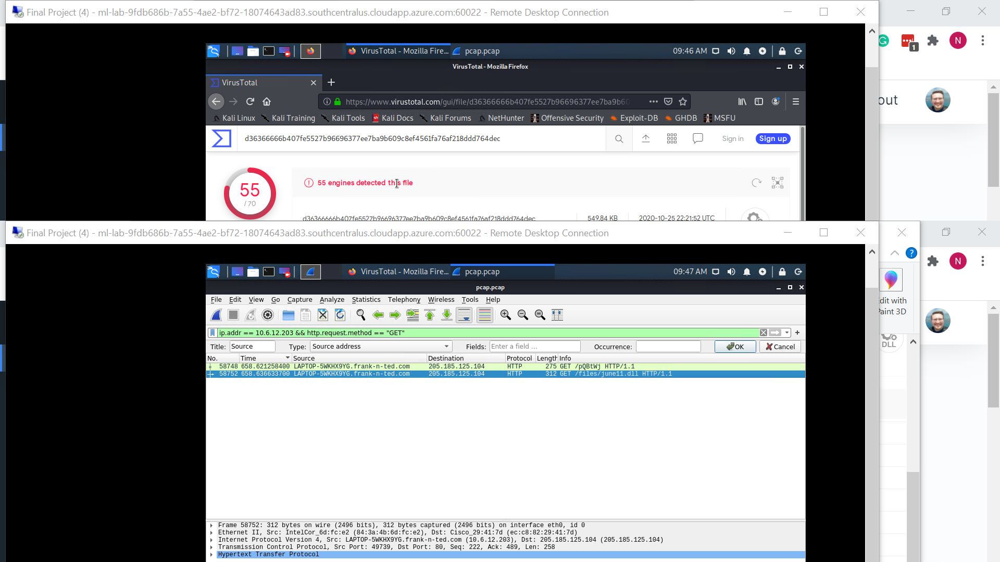 Final Project (4) - ml-lab-9fdb686b-7a55-4ae2-bf72-18074643ad83.southcentralus.cloudapp.azure.com:60022 - Remote Desktop Connection
1 N
VirusTotal - Mozilla Fire... pcap.pcap 09:46 AM
VirusTotal - Mozilla Firefox
VirusTotal
https://www.virustotal.com/gui/file/d36366666b407fe5527b96696377ee7ba9b60
Kali Linux Kali Training Kali Tools Kali Docs Kali Forums NetHunter Offensive Security Exploit-DB GHDB MSFU
out
d36366666b407fe5527b96696377ee7ba9b609c8ef4561fa76af218ddd764dec Sign in Sign up
55 engines detected this file
55
/ 70
d36366666b407fe5527b96696377ee7ba9b609c8ef4561fa76af218ddd764dec 549.84 KB 2020-10-25 22:21:52 UTC
Final Project (4) - ml-lab-9fdb686b-7a55-4ae2-bf72-18074643ad83.southcentralus.cloudapp.azure.com:60022 - Remote Desktop Connection
? N
VirusTotal - Mozilla Fire... pcap.pcap 09:47 AM
pcap.pcap
File Edit View Go Capture Analyze Statistics Telephony Wireless Tools Help
dit with
Paint 3D
ip.addr == 10.6.12.203 && http.request.method == "GET" +
Title: Source Type: Source address Fields: Enter a field ... Occurrence: OK Cancel
DLL
No. Time Source Destination Protocol Length Info
58748 658.621258400 LAPTOP-5WKHX9YG.frank-n-ted.com 205.185.125.104 HTTP 275 GET /pQBtWj HTTP/1.1
58752 658.636633700 LAPTOP-5WKHX9YG.frank-n-ted.com 205.185.125.104 HTTP 312 GET /files/june11.dll HTTP/1.1
Frame 58752: 312 bytes on wire (2496 bits), 312 bytes captured (2496 bits) on interface eth0, id 0
Ethernet II, Src: IntelCor_6d:fc:e2 (84:3a:4b:6d:fc:e2), Dst: Cisco_29:41:7d (ec:c8:82:29:41:7d)
Internet Protocol Version 4, Src: LAPTOP-5WKHX9YG.frank-n-ted.com (10.6.12.203), Dst: 205.185.125.104 (205.185.125.104)
Transmission Control Protocol, Src Port: 49739, Dst Port: 80, Seq: 222, Ack: 489, Len: 258
Hypertext Transfer Protocol